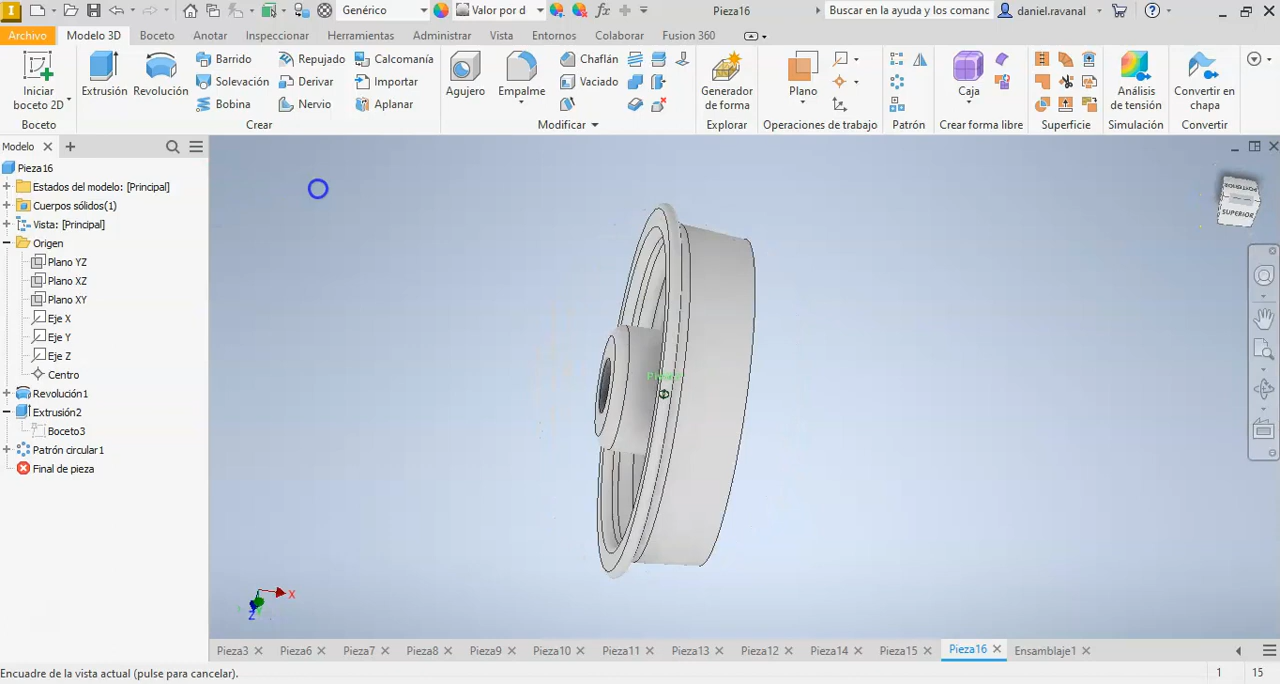 Genérico Valor por d fx Pieza16 Buscar en la ayuda y los comanc daniel.ravanal ?
Archivo Modelo 3D Boceto Anotar Inspeccionar Herramientas Administrar Vista Entornos Colaborar Fusion 360
Iniciar boceto 2D
Extrusión
Revolución
Barrido
Solevación
Bobina
Repujado
Derivar
Nervio
Calcomanía
Importar
Aplanar
Agujero
Empalme
Chaflán
Vaciado
Generador de forma
Plano
Caja
Análisis de tensión
Convertir en chapa
Boceto Crear Modificar Explorar Operaciones de trabajo Patrón Crear forma libre Superficie Simulación Convertir
Modelo
Pieza16
Estados del modelo: [Principal]
Cuerpos sólidos(1)
Vista: [Principal]
Origen
Plano YZ
Plano XZ
Plano XY
Eje X
Eje Y
Eje Z
Centro
Revolución1
Extrusión2
Boceto3
Patrón circular1
Final de pieza
SUPERIOR
X
Z
Pieza3 Pieza6 Pieza7 Pieza8 Pieza9 Pieza10 Pieza11 Pieza13 Pieza12 Pieza14 Pieza15 Pieza16 Ensamblaje1
Encuadre de la vista actual (pulse para cancelar).
1 15